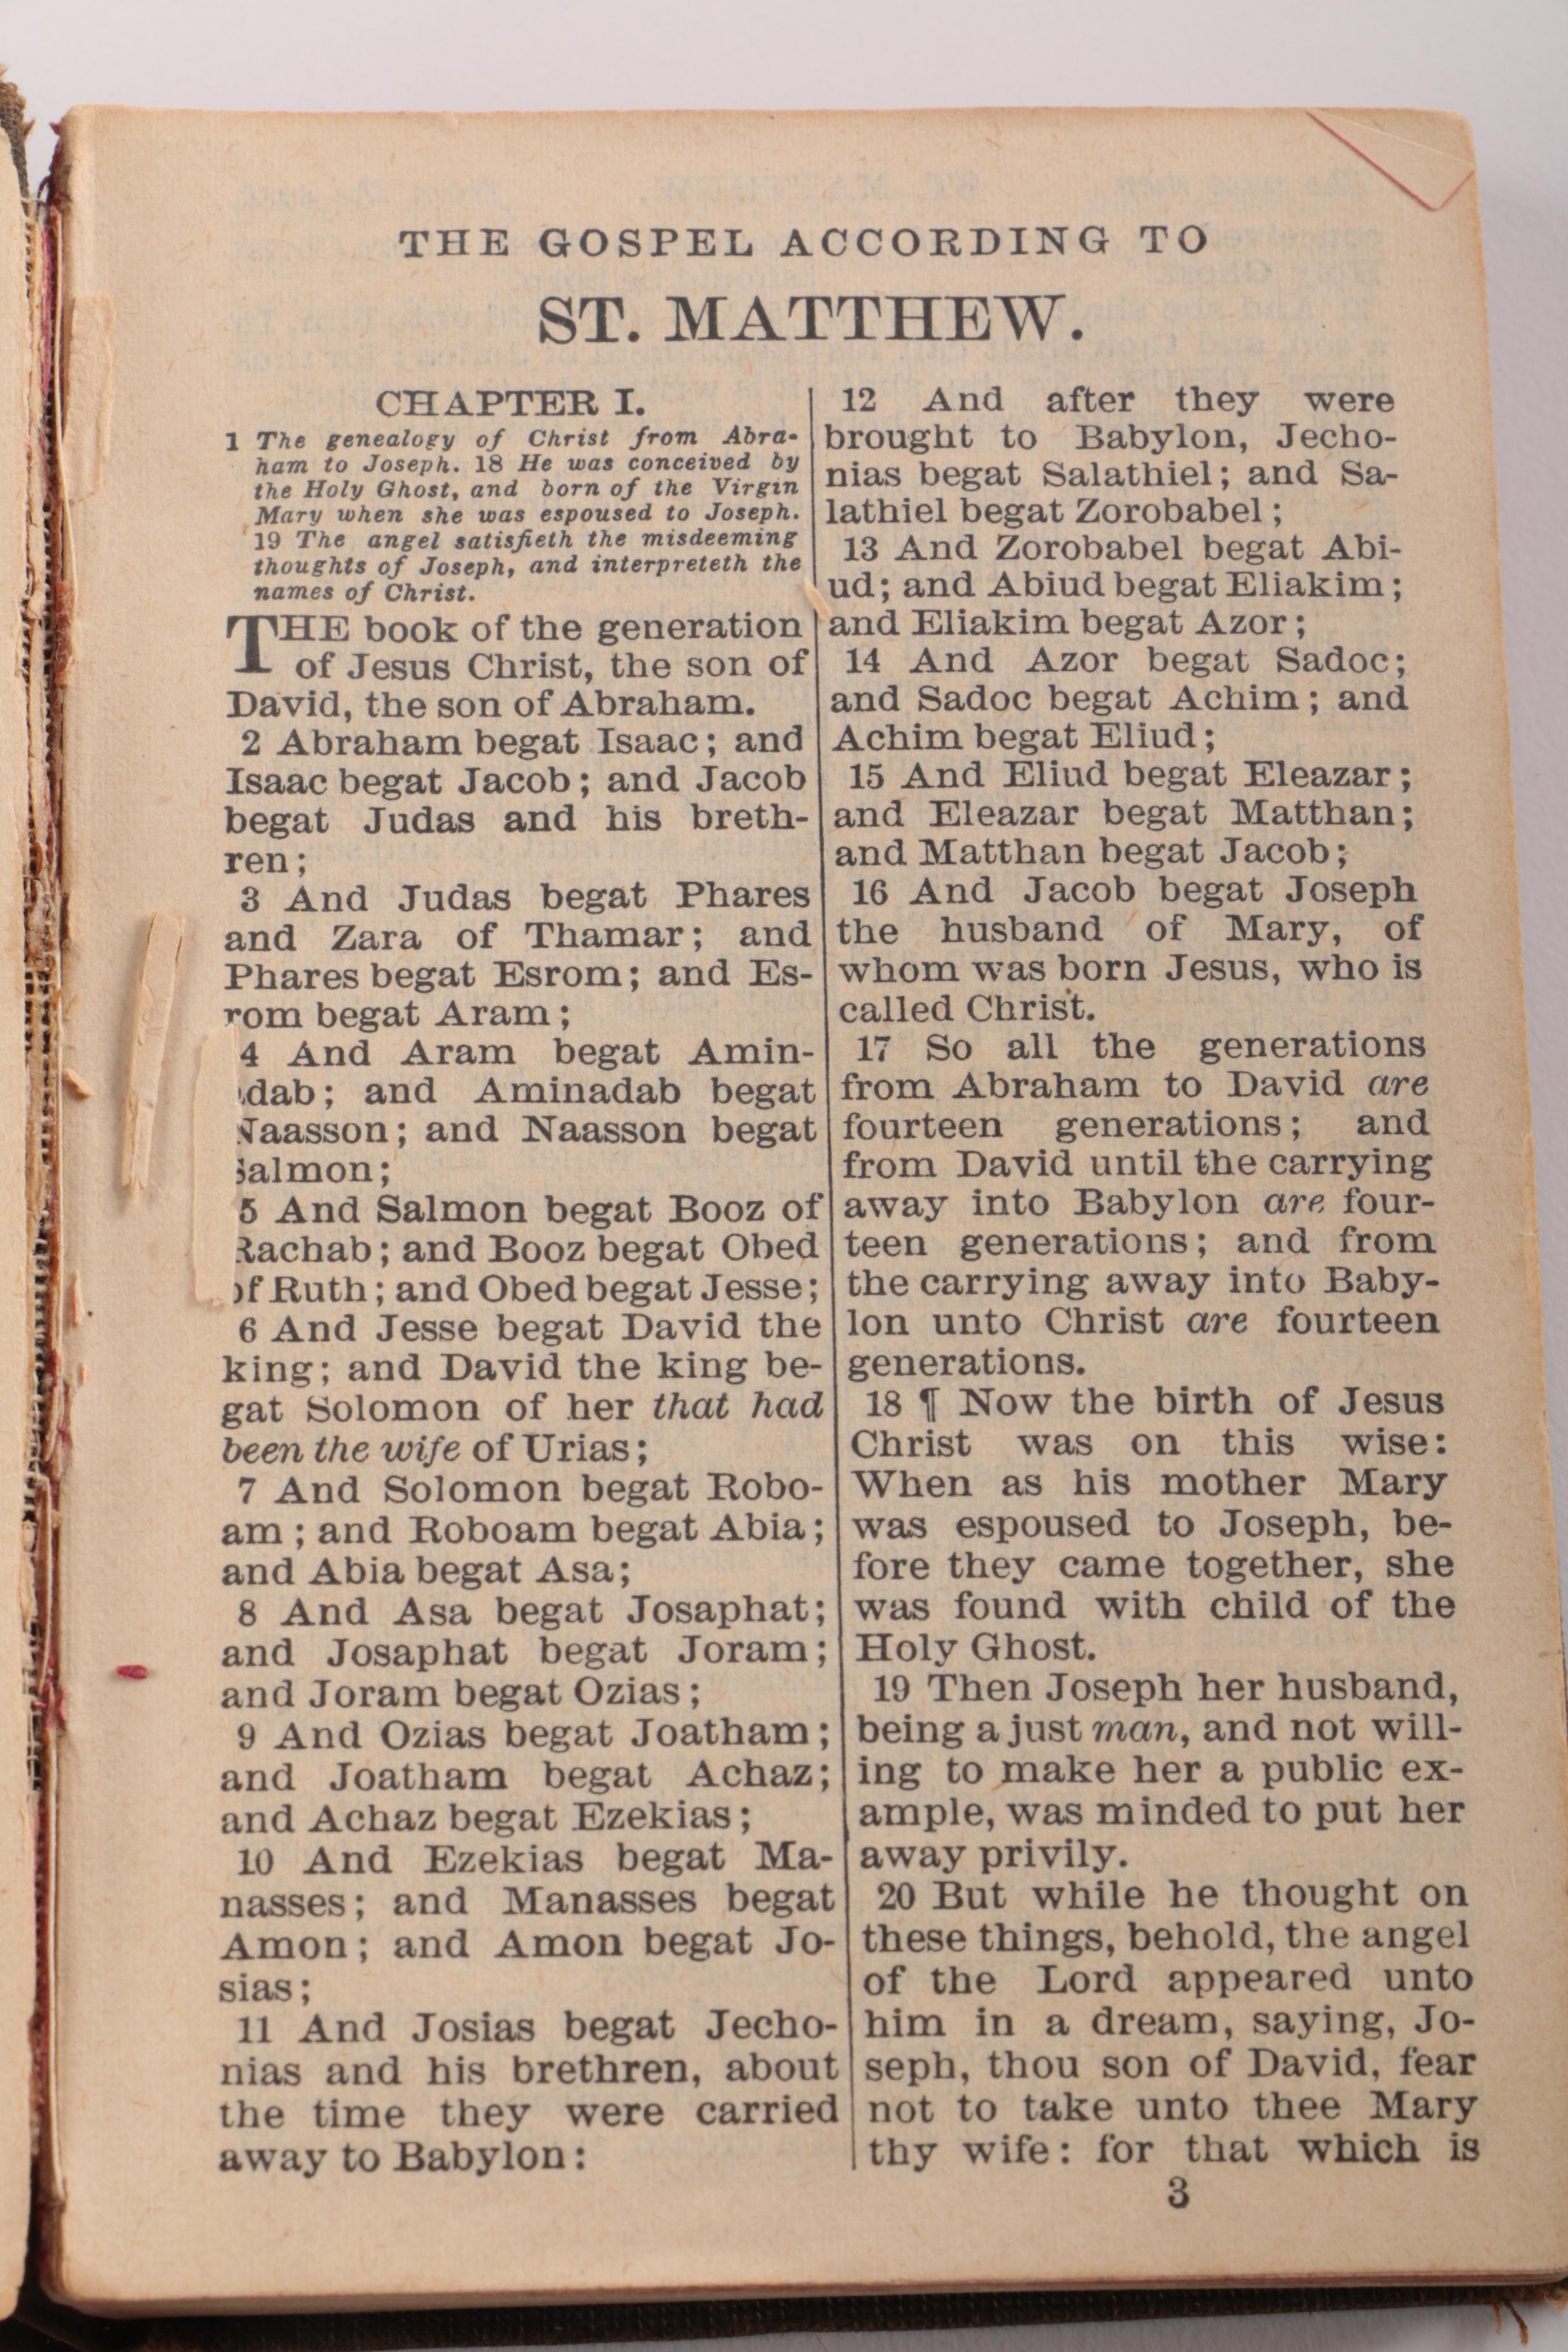 THE GOSPEL ACCORDING TO
ST. MATTHEW.
CHAPTER I.
1 The genealogy of Christ from Abra-
ham to Joseph. 18 He was conceived by
the Holy Ghost, and born of the Virgin
Mary when she was espoused to Joseph.
19 The angel satisfieth the misdeeming
thoughts of Joseph, and interpreteth the
names of Christ.
THE book of the generation
of Jesus Christ, the son of
David, the son of Abraham.
2 Abraham begat Isaac; and
Isaac begat Jacob; and Jacob
begat Judas and his breth-
ren;
3 And Judas begat Phares
and Zara of Thamar; and
Phares begat Esrom; and Es-
rom begat Aram;
4 And Aram begat Amin-
dab; and Aminadab begat
Naasson; and Naasson begat
Salmon;
5 And Salmon begat Booz of
Rachab; and Booz begat Obed
of Ruth; and Obed begat Jesse;
6 And Jesse begat David the
king; and David the king be-
gat Solomon of her that had
been the wife of Urias;
7 And Solomon begat Robo-
am; and Roboam begat Abia;
and Abia begat Asa;
8 And Asa begat Josaphat;
and Josaphat begat Joram;
and Joram begat Ozias;
9 And Ozias begat Joatham;
and Joatham begat Achaz;
and Achaz begat Ezekias;
10 And Ezekias begat Ma-
nasses; and Manasses begat
Amon; and Amon begat Jo-
sias;
11 And Josias begat Jecho-
nias and his brethren, about
the time they were carried
away to Babylon:
12 And after they were
brought to Babylon, Jecho-
nias begat Salathiel; and Sa-
lathiel begat Zorobabel;
13 And Zorobabel begat Abi-
ud; and Abiud begat Eliakim;
and Eliakim begat Azor;
14 And Azor begat Sadoc;
and Sadoc begat Achim; and
Achim begat Eliud;
15 And Eliud begat Eleazar;
and Eleazar begat Matthan;
and Matthan begat Jacob;
16 And Jacob begat Joseph
the husband of Mary, of
whom was born Jesus, who is
called Christ.
17 So all the generations
from Abraham to David are
fourteen generations; and
from David until the carrying
away into Babylon are four-
teen generations; and from
the carrying away into Baby-
lon unto Christ are fourteen
generations.
18 ¶ Now the birth of Jesus
Christ was on this wise:
When as his mother Mary
was espoused to Joseph, be-
fore they came together, she
was found with child of the
Holy Ghost.
19 Then Joseph her husband,
being a just man, and not will-
ing to make her a public ex-
ample, was minded to put her
away privily.
20 But while he thought on
these things, behold, the angel
of the Lord appeared unto
him in a dream, saying, Jo-
seph, thou son of David, fear
not to take unto thee Mary
thy wife: for that which is
3